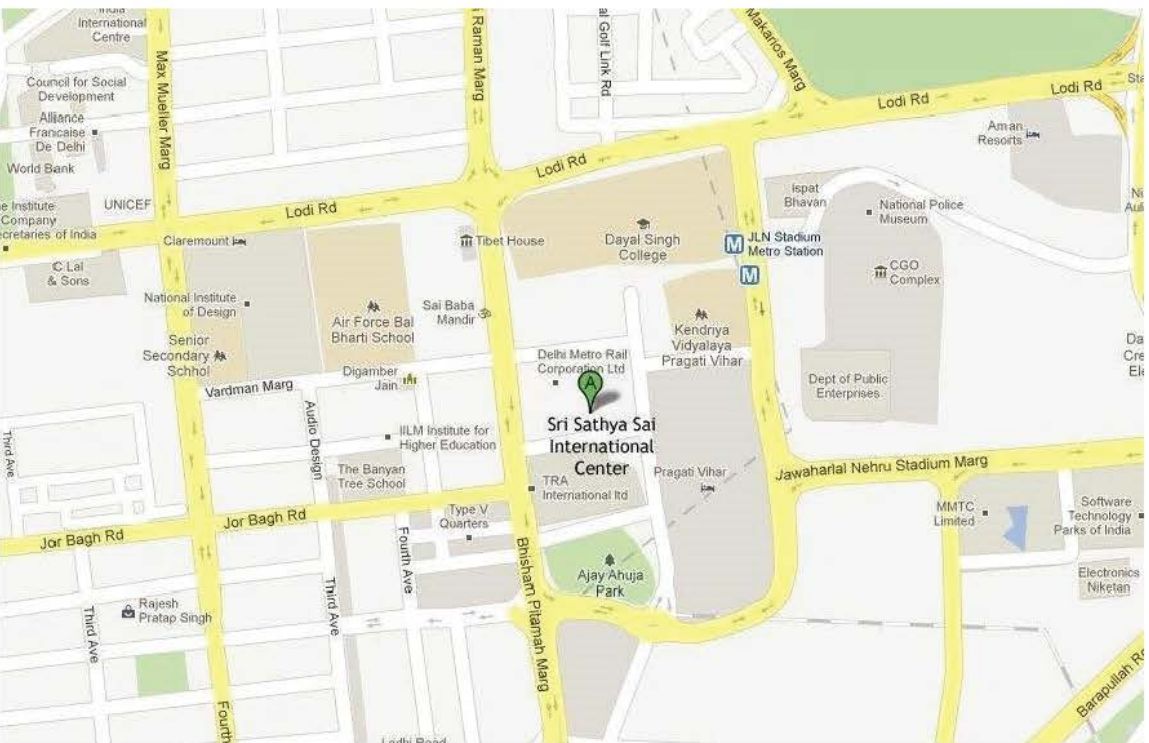 India
International
Centre
Council for Social
Development
Alliance
Francaise
De Delhi
World Bank
UNICEF
e Institute
Company
ecretaries of India
C Lal
& Sons
Max Mueller Marg
i Raman Marg
al Golf Link Rd
Makarios Marg
Lodi Rd
Lodi Rd
Lodi Rd
Lodi Rd
Sta
Aman
Resorts
Ispat
Bhavan
National Police
Museum
Ni
Au
Claremount
Tibet House
Dayal Singh
College
M
JLN Stadium
Metro Station
M
CGO
Complex
National Institute
of Design
Air Force Bal
Bharti School
Sai Baba
Mandir
Senior
Secondary
Schhol
Kendriya
Vidyalaya
Pragati Vihar
Delhi Metro Rail
Corporation Ltd
Da
Cre
Ele
Vardman Marg
Digamber
Jain
A
Sri Sathya Sai
International
Center
Dept of Public
Enterprises
Third Ave
Audio Design
IILM Institute for
Higher Education
The Banyan
Tree School
TRA
International ltd
Pragati Vihar
Jawaharlal Nehru Stadium Marg
MMTC
Limited
Software
Technology
Parks of India
Jor Bagh Rd
Jor Bagh Rd
Type V
Quarters
Fourth Ave
Bhisham Pitamah Marg
Ajay Ahuja
Park
Electronics
Niketan
Rajesh
Pratap Singh
Third Ave
Third Ave
Fourth
Lodhi Road
Barapullah Rd